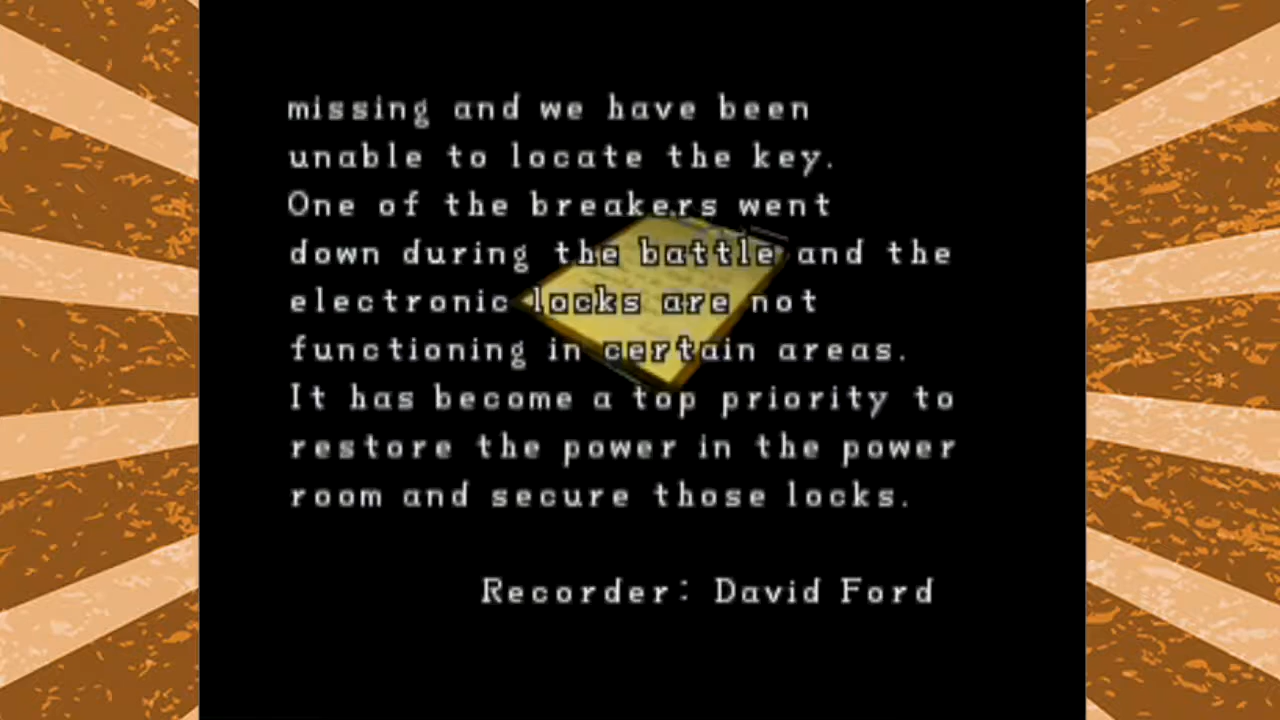 missing and we have been
unable to locate the key.
One of the breakers went
down during the battle and the
electronic locks are not
functioning in certain areas.
It has become a top priority to
restore the power in the power
room and secure those locks.
Recorder: David Ford